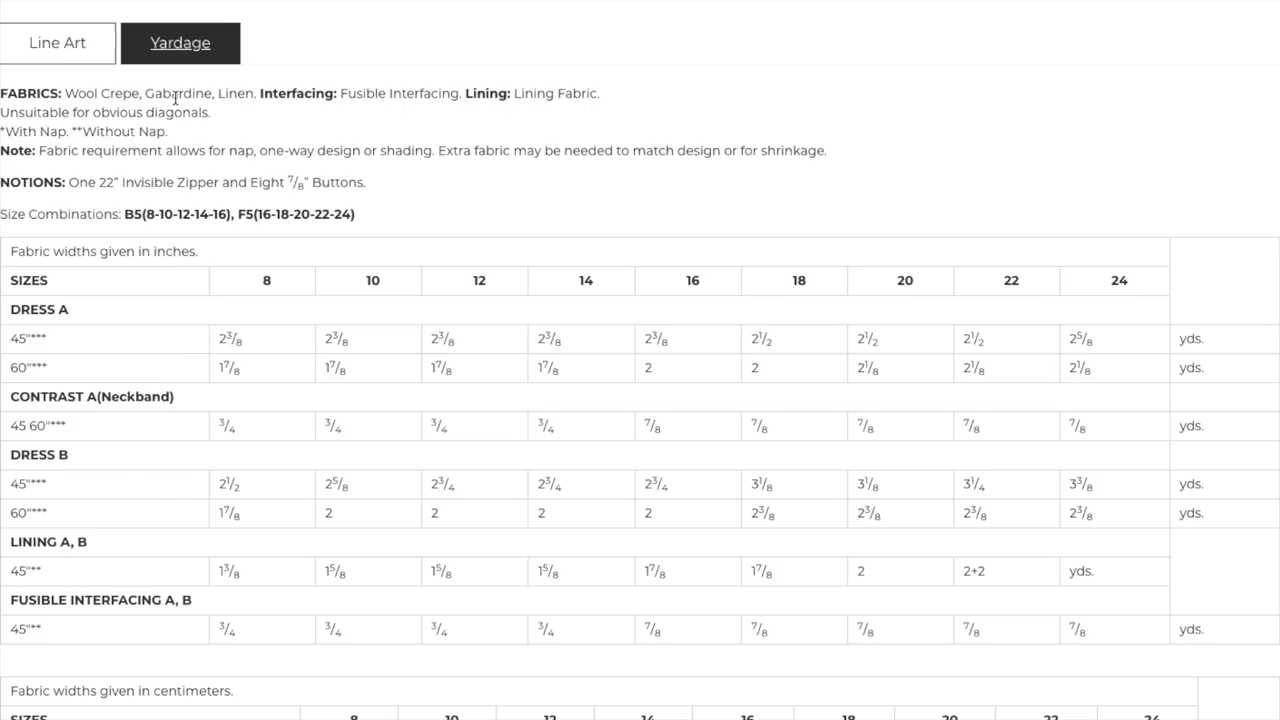 Line Art
Yardage
FABRICS: Wool Crepe, Gabardine, Linen. Interfacing: Fusible Interfacing. Lining: Lining Fabric.
Unsuitable for obvious diagonals.
*With Nap. **Without Nap.
Note: Fabric requirement allows for nap, one-way design or shading. Extra fabric may be needed to match design or for shrinkage.
NOTIONS: One 22” Invisible Zipper and Eight 7/8” Buttons.
Size Combinations: B5(8-10-12-14-16), F5(16-18-20-22-24)
Fabric widths given in inches.
SIZES 8 10 12 14 16 18 20 22 24
DRESS A
45"*** 2 3/8 2 3/8 2 3/8 2 3/8 2 3/8 2 1/2 2 1/2 2 1/2 2 5/8 yds.
60"*** 1 7/8 1 7/8 1 7/8 1 7/8 2 2 2 1/8 2 1/8 2 1/8 yds.
CONTRAST A(Neckband)
45 60"*** 3/4 3/4 3/4 3/4 7/8 7/8 7/8 7/8 7/8 yds.
DRESS B
45"*** 2 1/2 2 5/8 2 3/4 2 3/4 2 3/4 3 1/8 3 1/8 3 1/4 3 3/8 yds.
60"*** 1 7/8 2 2 2 2 2 3/8 2 3/8 2 3/8 2 3/8 yds.
LINING A, B
45"** 1 3/8 1 5/8 1 5/8 1 5/8 1 7/8 1 7/8 2 2+2 yds.
FUSIBLE INTERFACING A, B
45"** 3/4 3/4 3/4 3/4 7/8 7/8 7/8 7/8 7/8 yds.
Fabric widths given in centimeters.
SIZES 8 10 12 14 16 18 20 22 24